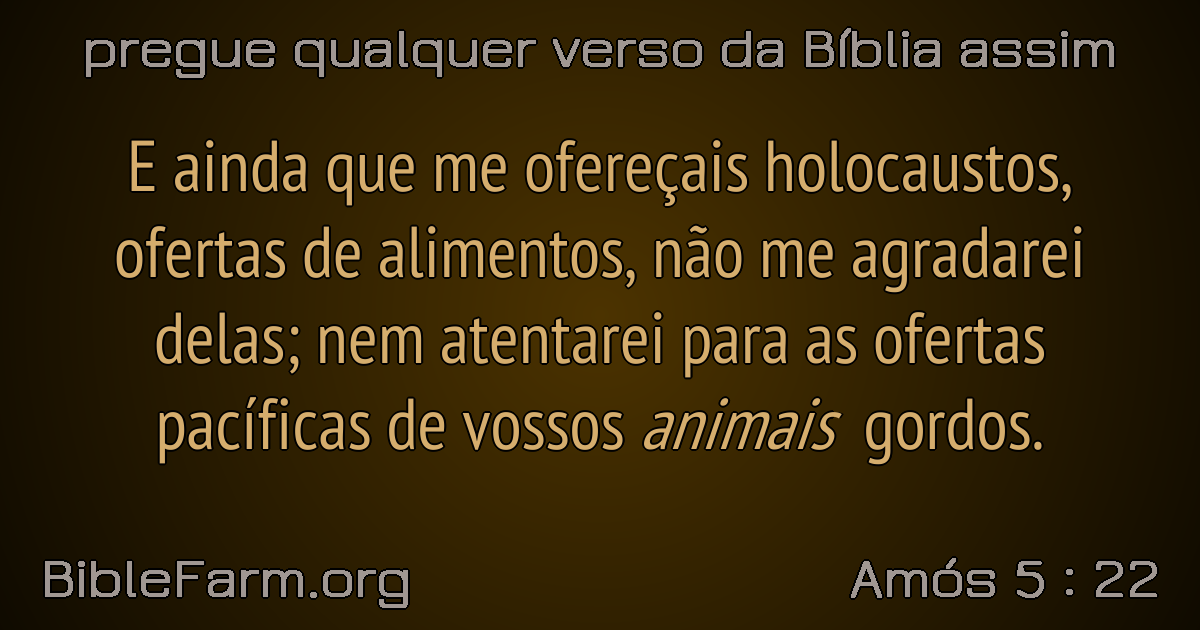 pregue qualquer verso da Bíblia assim
E ainda que me ofereçais holocaustos,
ofertas de alimentos, não me agradarei
delas; nem atentarei para as ofertas
pacíficas de vossos animais gordos.
BibleFarm.org
Amós 5 : 22